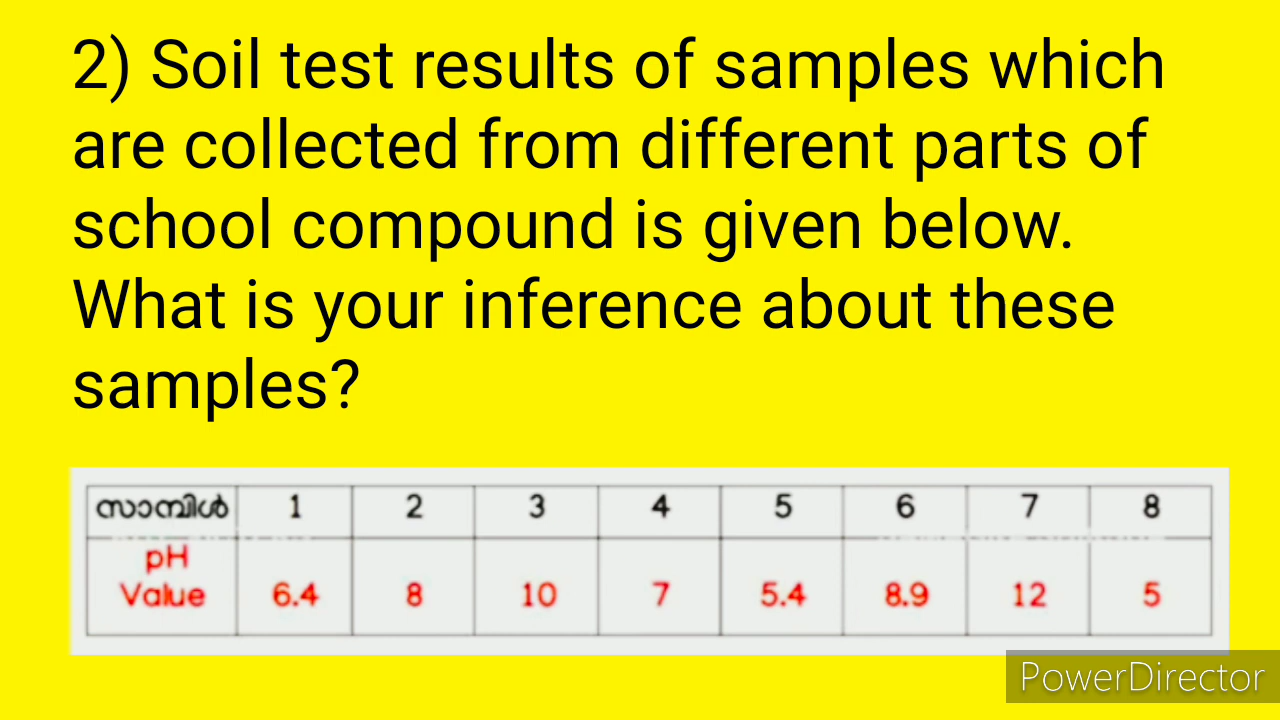 2) Soil test results of samples which
are collected from different parts of
school compound is given below.
What is your inference about these
samples?
സാമ്പിൾ 1 2 3 4 5 6 7 8
pH
Value 6.4 8 10 7 5.4 8.9 12 5
PowerDirector